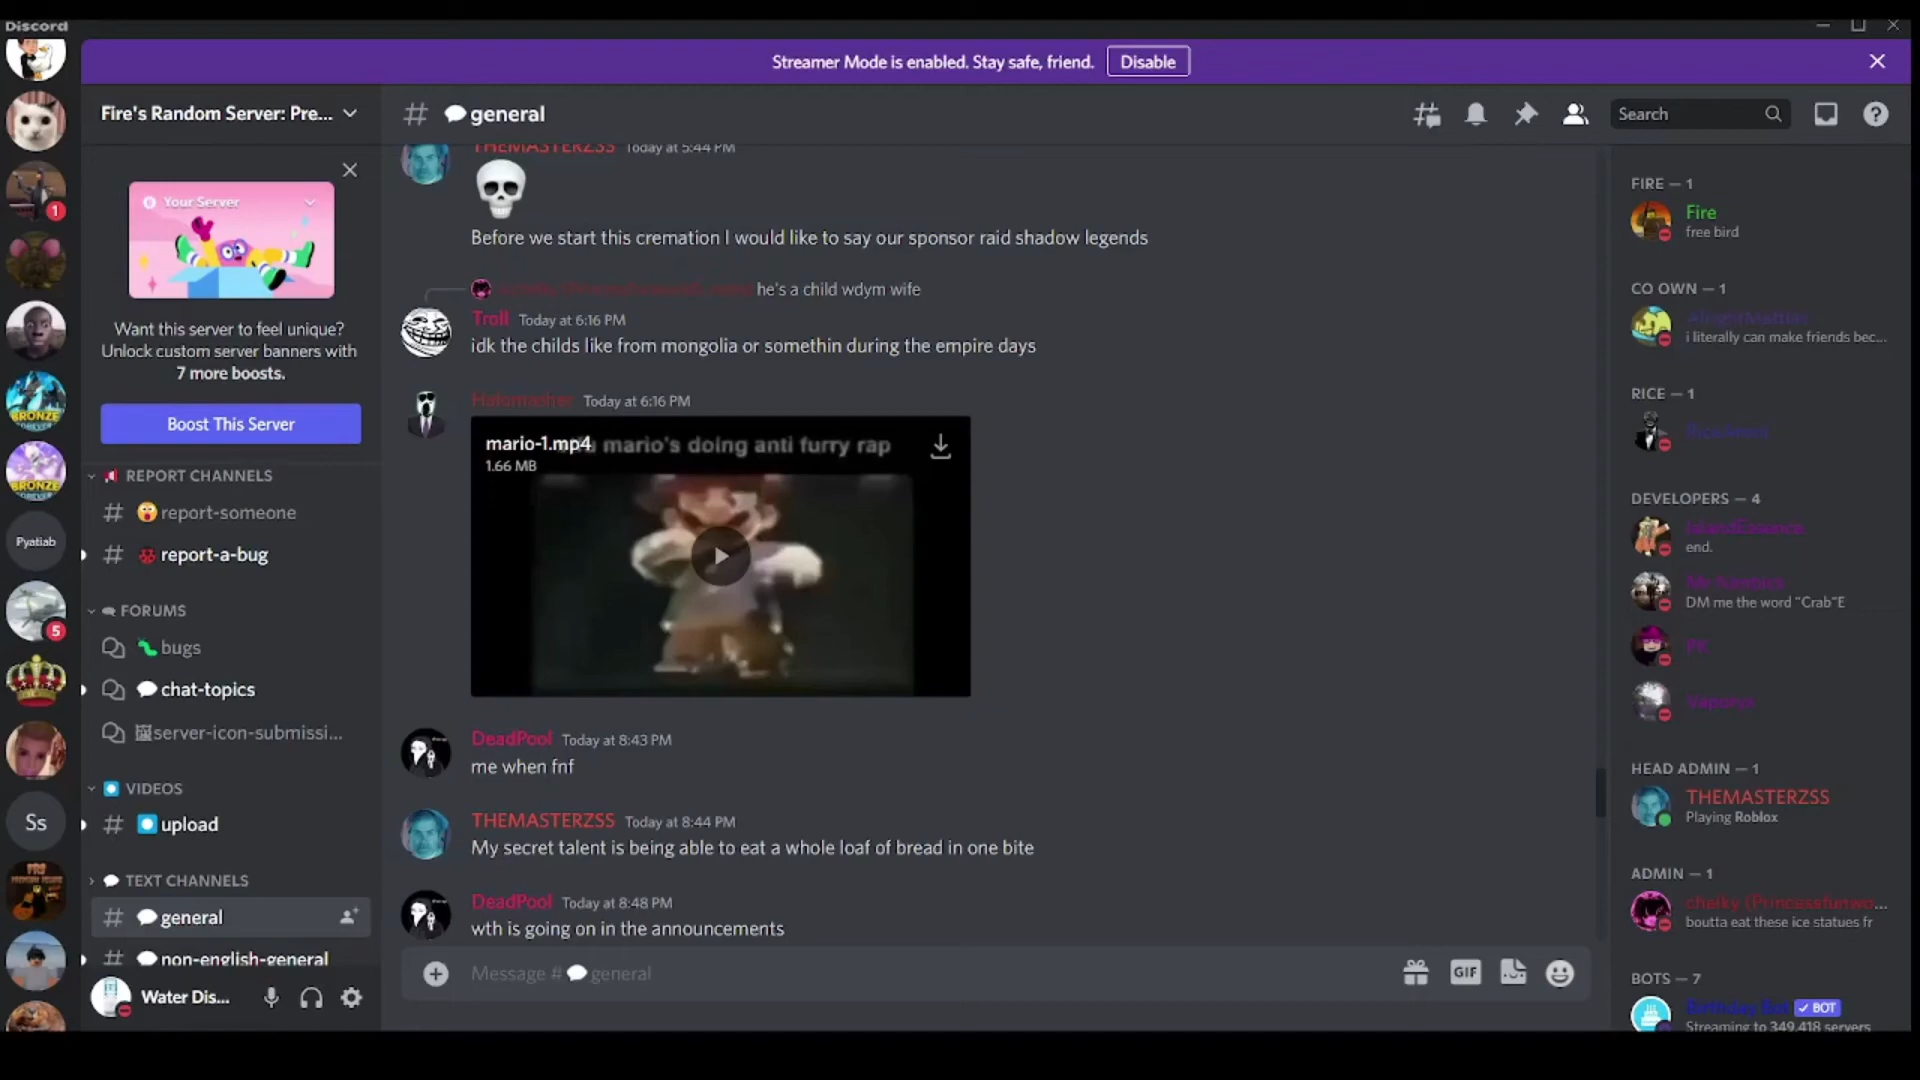 Discord
Streamer Mode is enabled. Stay safe, friend.
Disable
Fire's Random Server: Pre...
general
Search
Your Server
Want this server to feel unique?
Unlock custom server banners with
7 more boosts.
Boost This Server
REPORT CHANNELS
# report-someone
# report-a-bug
FORUMS
bugs
chat-topics
server-icon-submissi...
VIDEOS
# upload
TEXT CHANNELS
# general
# non-english-general
Water Dis...
BRONZE
BRONZE
FOREVER
Pyatiab
Ss
1
5
THEMASTERZSS Today at 5:44 PM
Before we start this cremation I would like to say our sponsor raid shadow legends
he's a child wdym wife
Troll Today at 6:16 PM
idk the childs like from mongolia or somethin during the empire days
Today at 6:16 PM
mario-1.mp4
mario's doing anti furry rap
1.66 MB
DeadPool Today at 8:43 PM
me when fnf
THEMASTERZSS Today at 8:44 PM
My secret talent is being able to eat a whole loaf of bread in one bite
DeadPool Today at 8:48 PM
wth is going on in the announcements
Message # general
GIF
FIRE — 1
Fire
free bird
CO OWN — 1
i literally can make friends bec...
RICE — 1
DEVELOPERS — 4
IslandEssence
end.
DM me the word "Crab"E
PK
Vaporyx
HEAD ADMIN — 1
THEMASTERZSS
Playing Roblox
ADMIN — 1
chelky (Princessfunwo...
boutta eat these ice statues fr
BOTS — 7
Birthday Bot BOT
Streaming to 349,418 servers